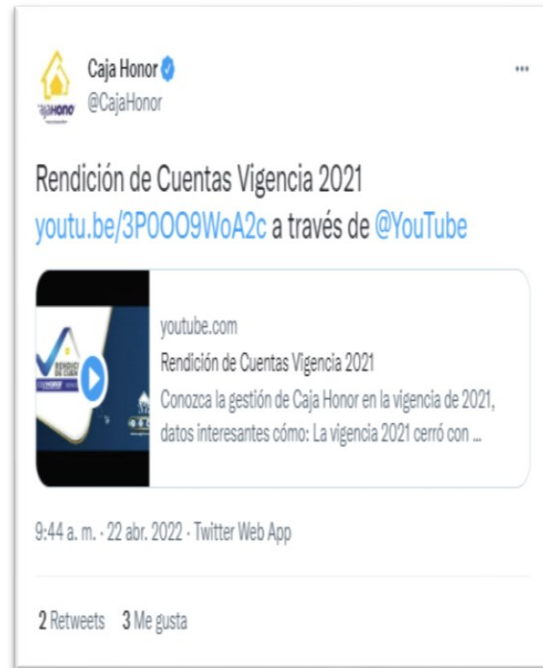 Caja Honor
@CajaHonor
Rendición de Cuentas Vigencia 2021
youtu.be/3POOO9WoA2c a través de @YouTube
youtube.com
Rendición de Cuentas Vigencia 2021
Conozca la gestión de Caja Honor en la vigencia de 2021,
datos interesantes cómo: La vigencia 2021 cerró con ...
9:44 a. m. · 22 abr. 2022 · Twitter Web App
2 Retweets 3 Me gusta